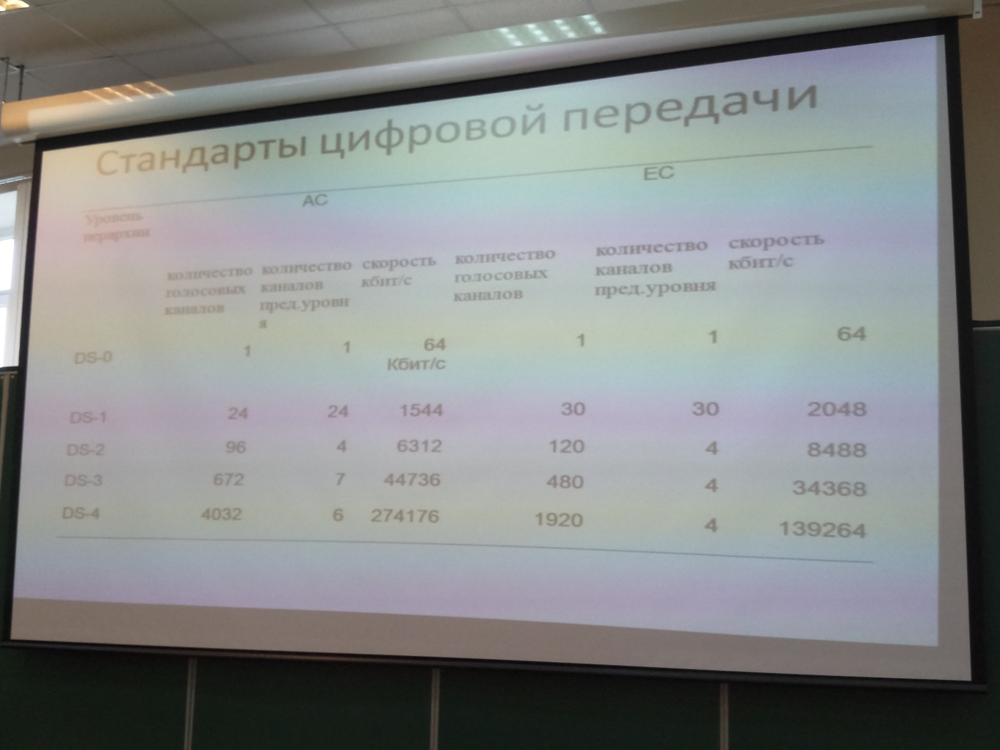 Стандарты цифровой передачи
АС
ЕС
Уровень
иерархии
количество
голосовых
каналов
количество
каналов
пред.уровн
я
скорость
кбит/с
количество
голосовых
каналов
количество
каналов
пред.уровня
скорость
кбит/с
DS-0 1 1 64 1 1 64
Кбит/с
DS-1 24 24 1544 30 30 2048
DS-2 96 4 6312 120 4 8488
DS-3 672 7 44736 480 4 34368
DS-4 4032 6 274176 1920 4 139264